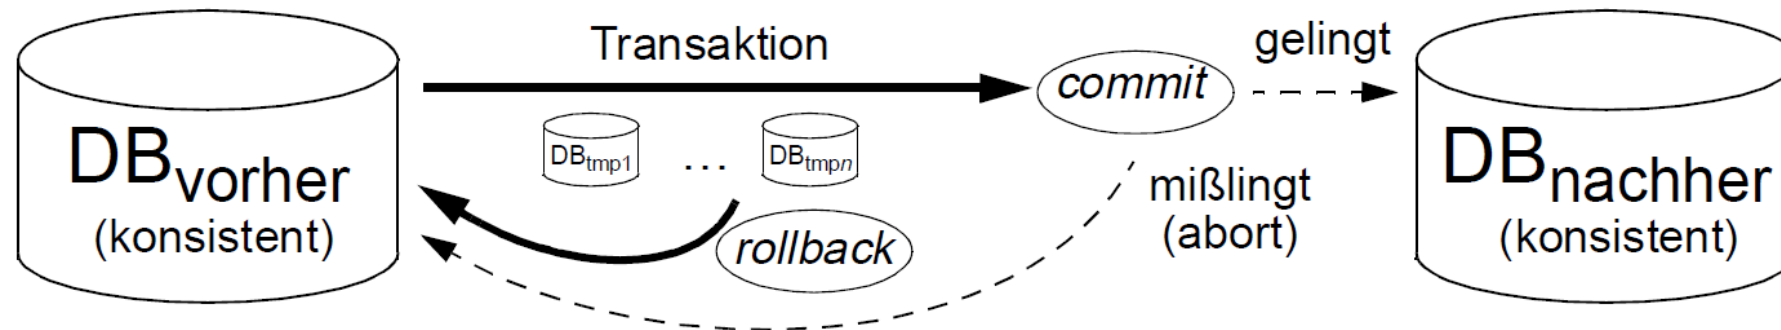 DBvorher
(konsistent)
Transaktion
DBtmp1
...
DBtmpn
rollback
commit
gelingt
mißlingt
(abort)
DBnachher
(konsistent)